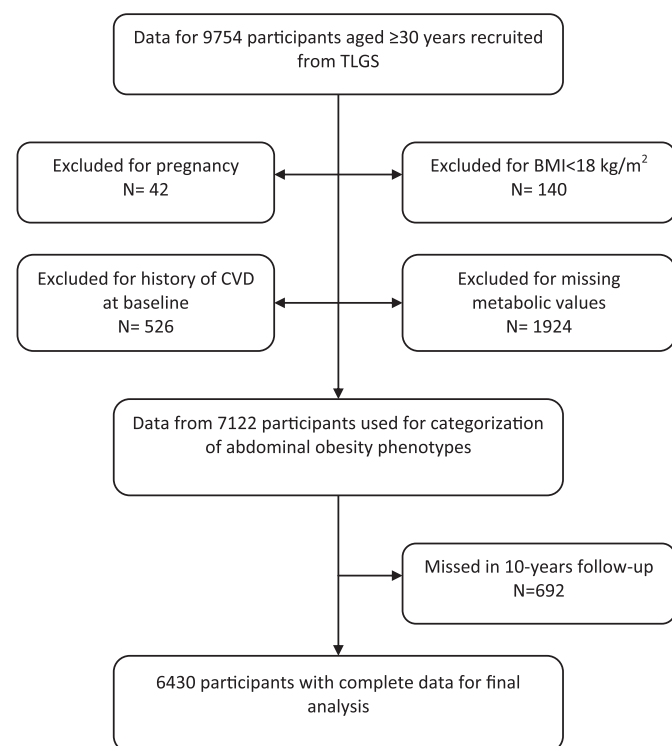 Data for 9754 participants aged ≥30 years recruited
from TLGS
Excluded for pregnancy
N= 42
Excluded for BMI<18 kg/m²
N= 140
Excluded for history of CVD
at baseline
N= 526
Excluded for missing
metabolic values
N= 1924
Data from 7122 participants used for categorization
of abdominal obesity phenotypes
Missed in 10-years follow-up
N=692
6430 participants with complete data for final
analysis